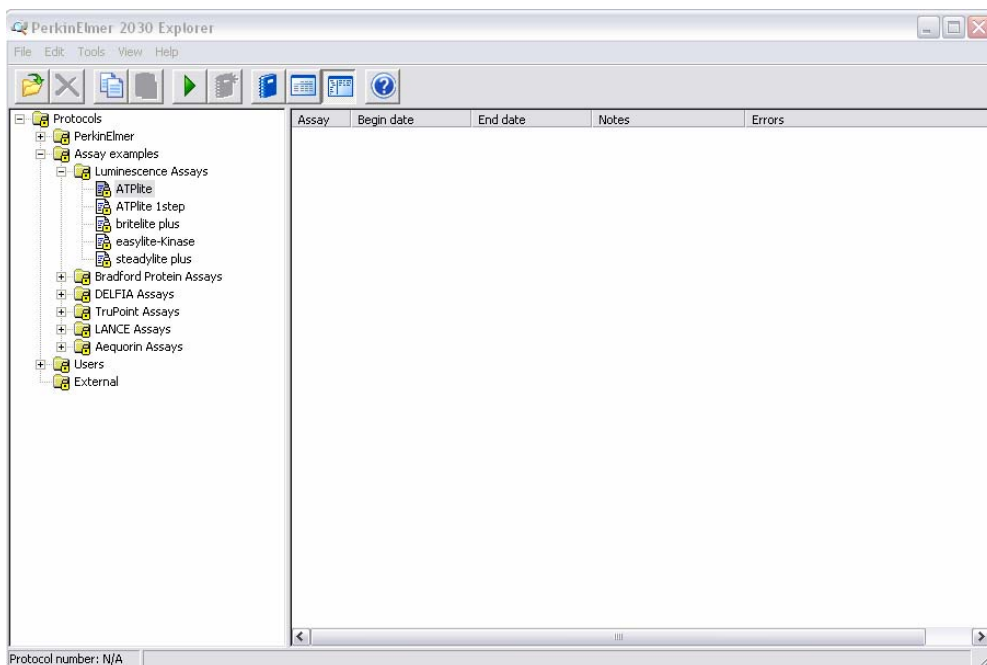 PerkinElmer 2030 Explorer
File Edit Tools View Help
Protocols
PerkinElmer
Assay examples
Luminescence Assays
ATPlite
ATPlite 1step
britelite plus
easylite-Kinase
steadylite plus
Bradford Protein Assays
DELFIA Assays
TruPoint Assays
LANCE Assays
Aequorin Assays
Users
External
Assay Begin date End date Notes Errors
Protocol number: N/A